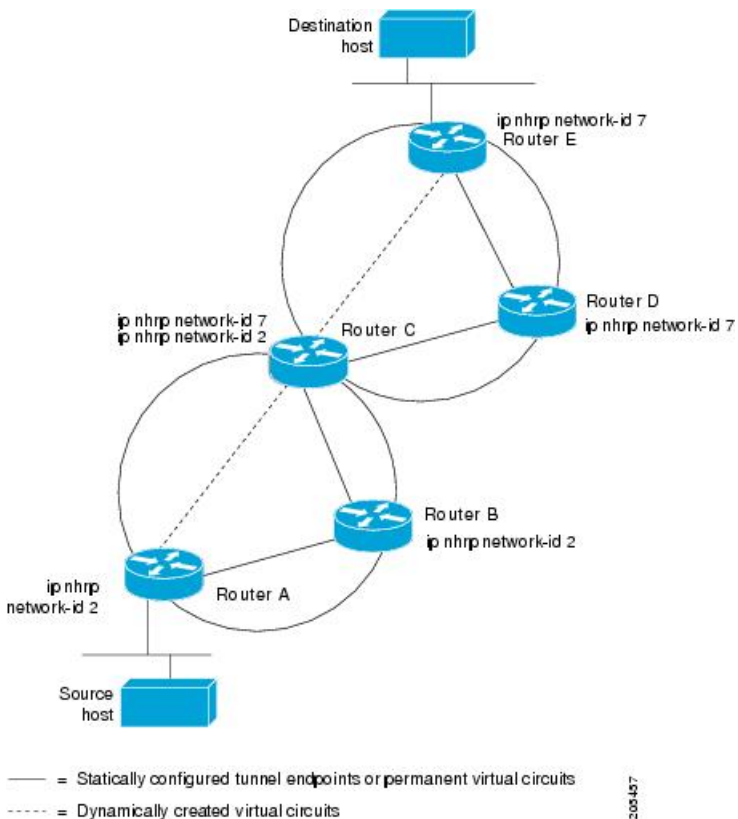 Destination
host
ip nhrp network-id 7
Router E
Router D
ip nhrp network-id 7
ip nhrp network-id 7
ip nhrp network-id 2
Router C
Router B
ip nhrp network-id 2
ip nhrp
network-id 2
Router A
Source
host
= Statically configured tunnel endpoints or permanent virtual circuits
= Dynamically created virtual circuits
205457